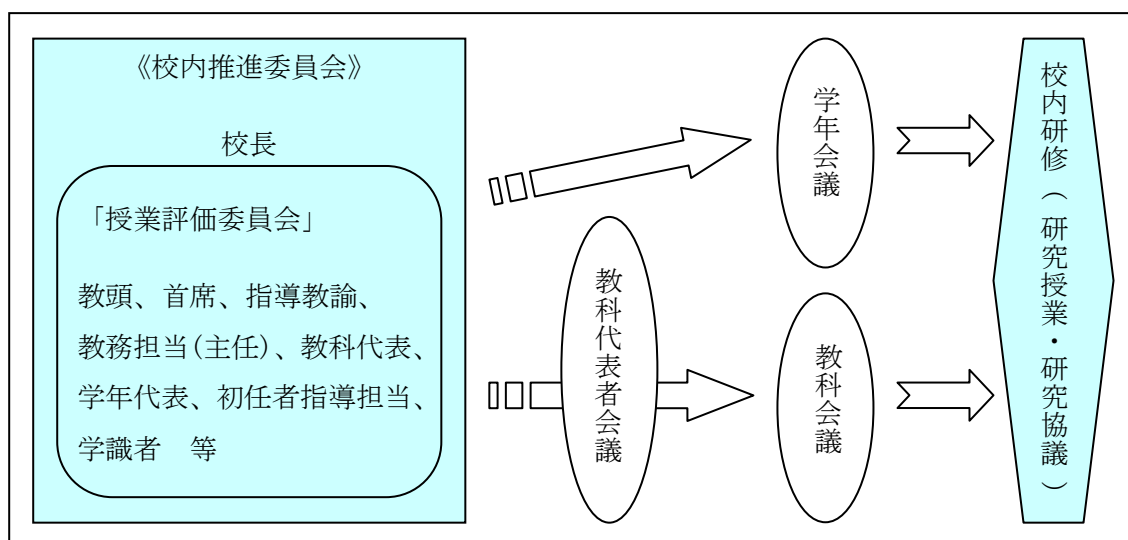 《校内推進委員会》
校長
「授業評価委員会」
教頭、首席、指導教諭、
教務担当(主任)、教科代表、
学年代表、初任者指導担当、
学識者　等
教科代表者会議
学年会議
教科会議
校内研修（研究授業・研究協議）